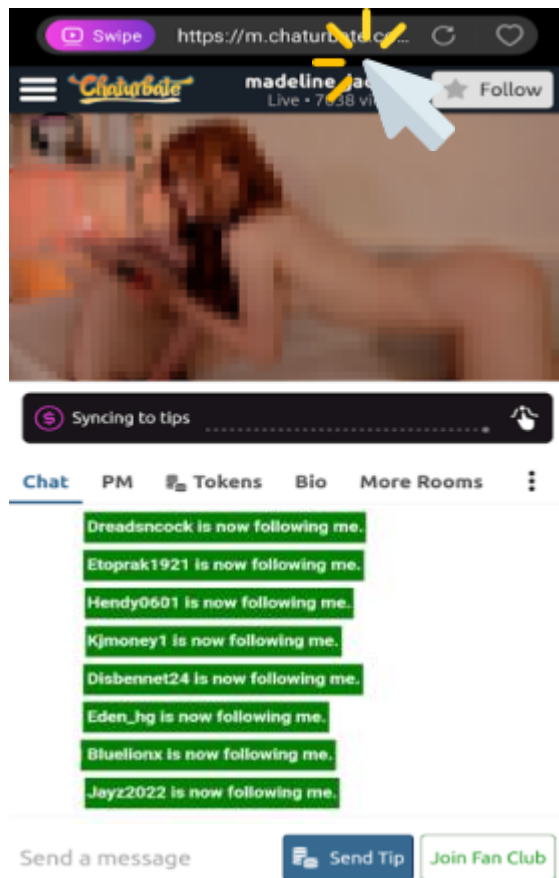 Swipe
Chaturbate
Live •
Follow
Syncing to tips
Chat PM Tokens Bio More Rooms
Dreadsncock is now following me.
Etoprak1921 is now following me.
Hendy0601 is now following me.
Kjmoney1 is now following me.
Disbennet24 is now following me.
Eden_hg is now following me.
Bluelionx is now following me.
Jayz2022 is now following me.
Send a message
Send Tip
Join Fan Club